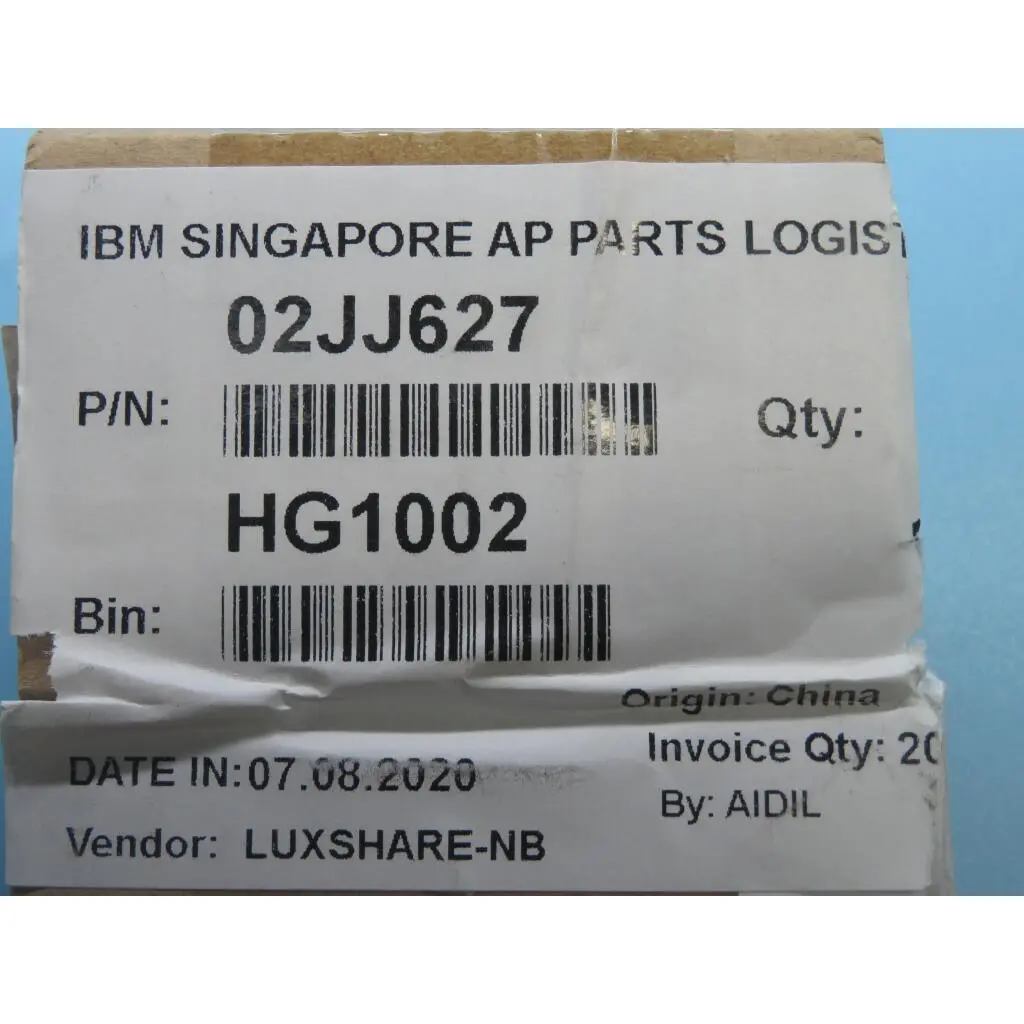 IBM SINGAPORE AP PARTS LOGIST
02JJ627
P/N:
Qty:
HG1002
Bin:
Origin: China
Invoice Qty: 20
DATE IN:07.08.2020
By: AIDIL
Vendor: LUXSHARE-NB